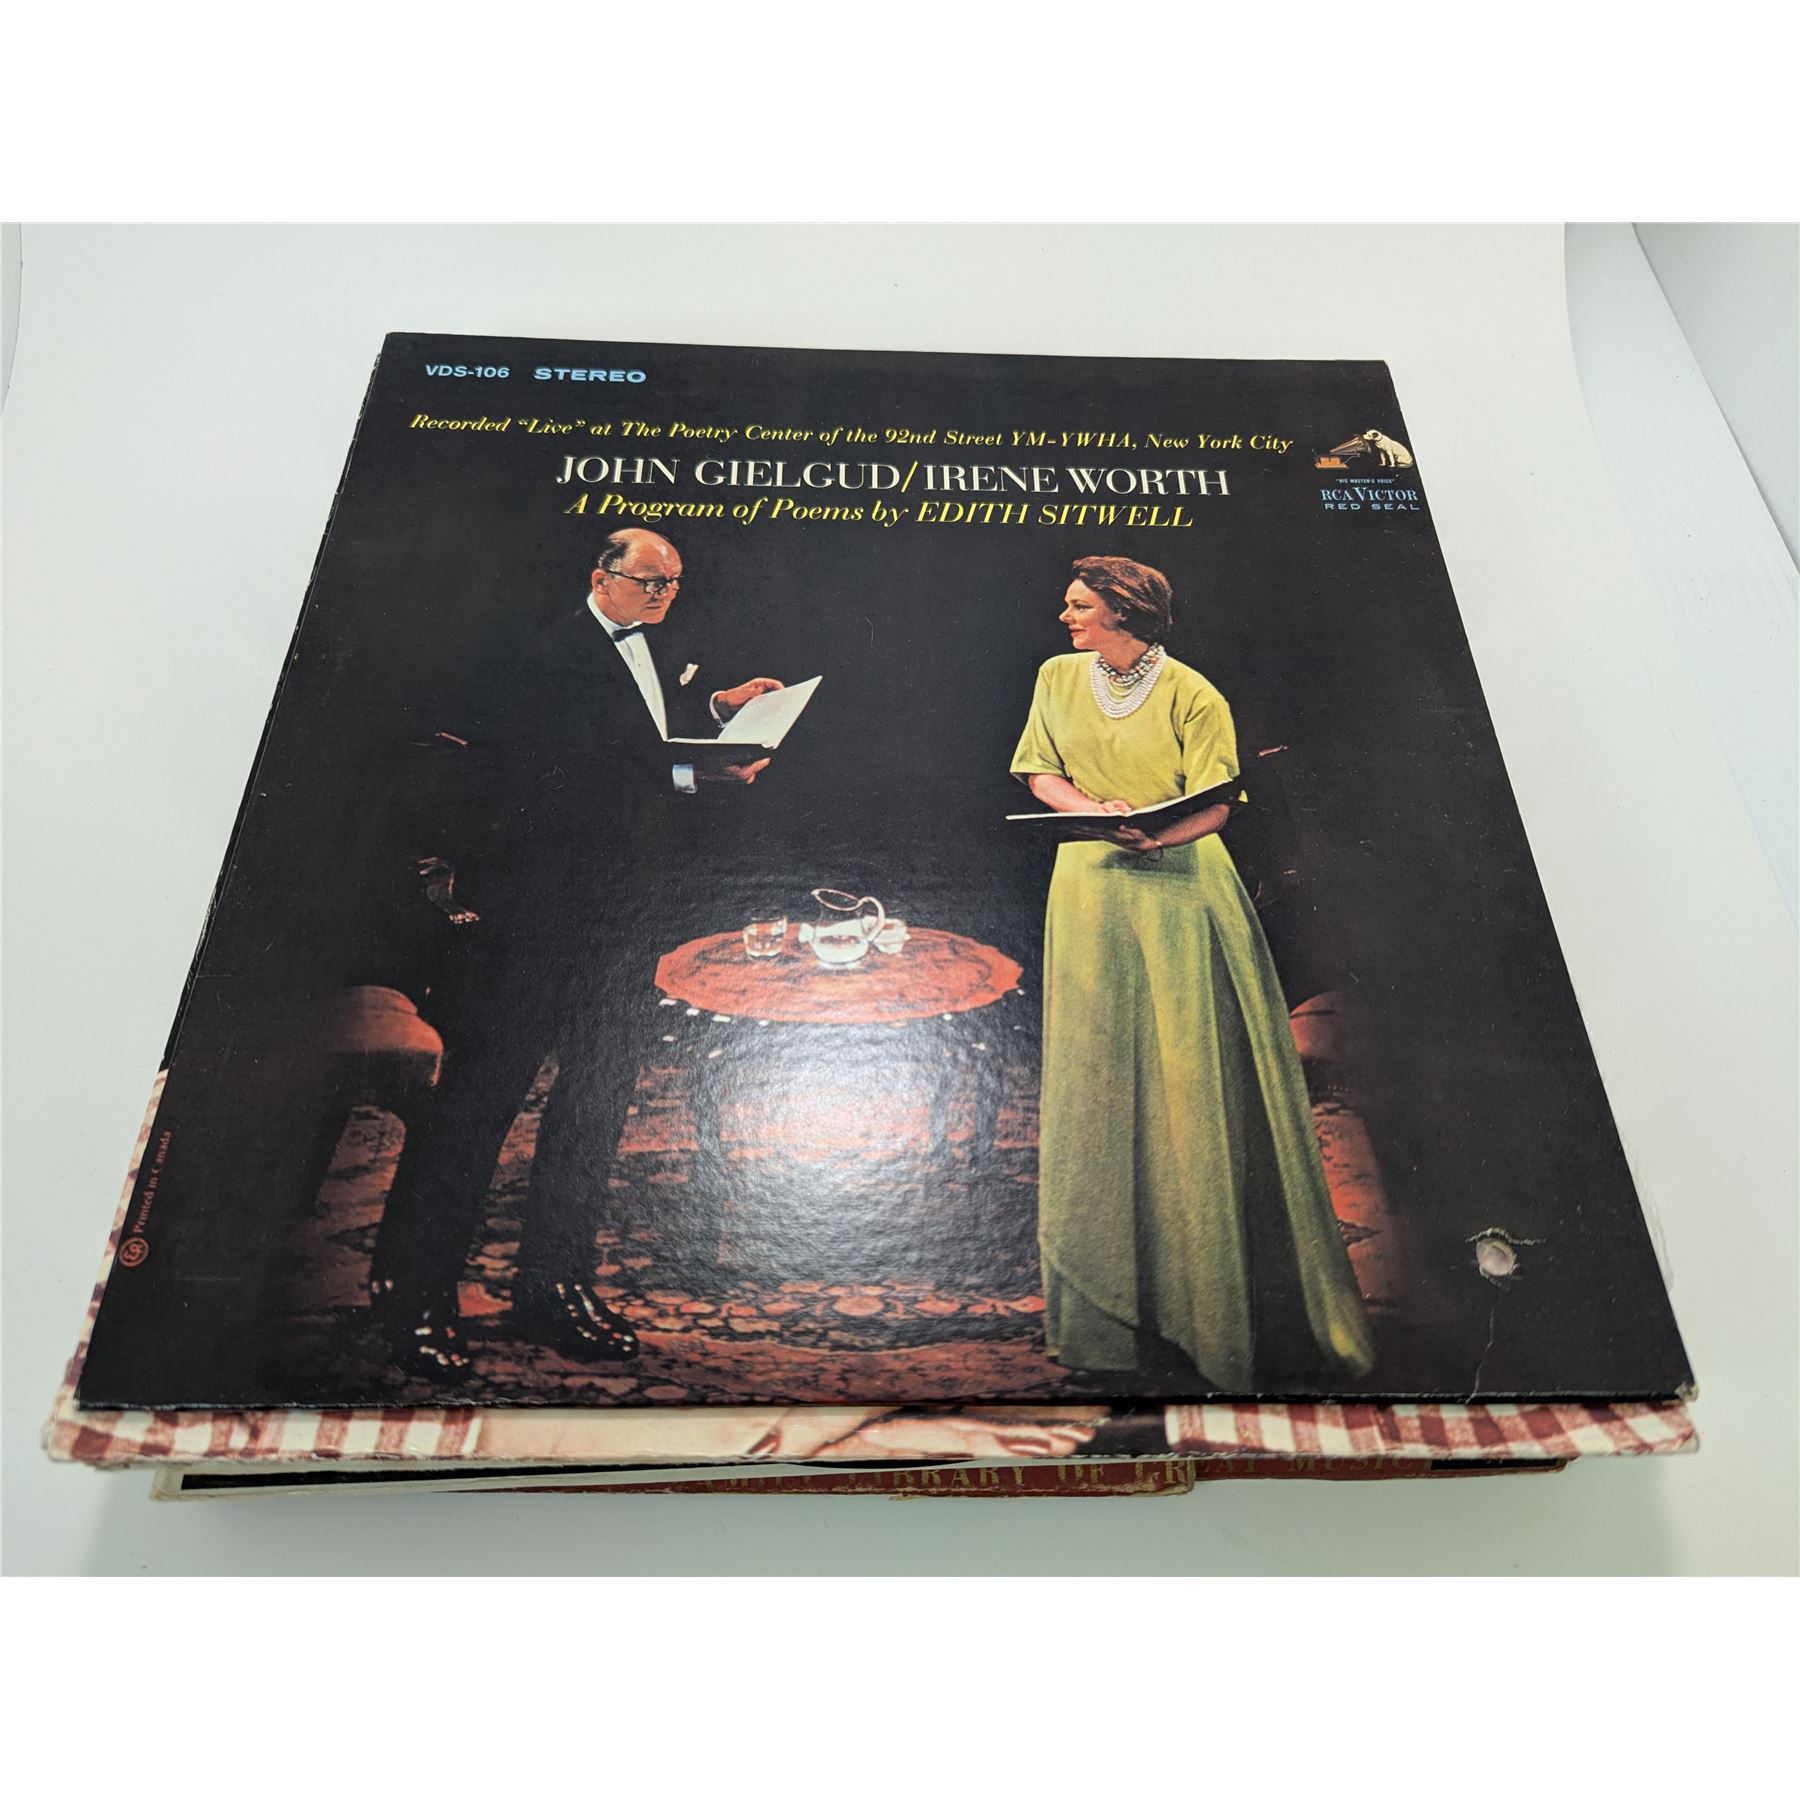 VDS-106 STEREO
Recorded "Live" at The Poetry Center of the 92nd Street YM-YWHA, New York City
JOHN GIELGUD/IRENE WORTH
A Program of Poems by EDITH SITWELL
"HIS MASTER'S VOICE"
RCA VICTOR
RED SEAL
Printed in Canada
LIBRARY OF GREAT MUSIC